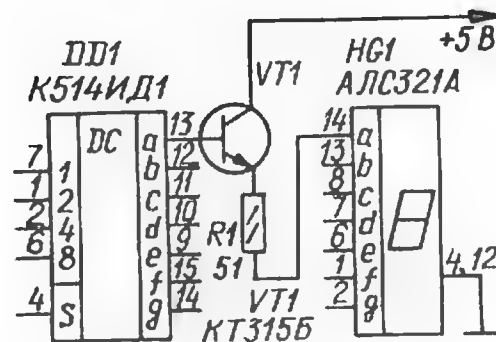 +5 В
DD1
К514ИД1
VT1
HG1
АЛС321А
DC
7 1
1 2
2 4
6 8
4 S
a 13
b 12
c 11
d 10
e 9
f 15
g 14
R1
51
VT1
КТ315Б
14 a
13 b
8 c
7 d
6 e
1 f
2 g
4,12